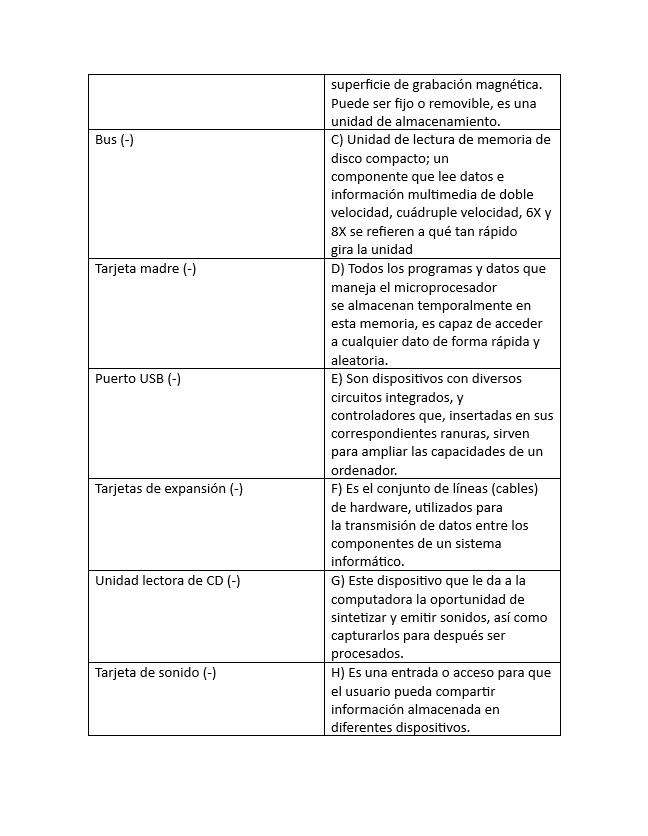 superficie de grabación magnética.
Puede ser fijo o removible, es una
unidad de almacenamiento.
Bus (-)
C) Unidad de lectura de memoria de
disco compacto; un
componente que lee datos e
información multimedia de doble
velocidad, cuádruple velocidad, 6X y
8X se refieren a qué tan rápido
gira la unidad
Tarjeta madre (-)
D) Todos los programas y datos que
maneja el microprocesador
se almacenan temporalmente en
esta memoria, es capaz de acceder
a cualquier dato de forma rápida y
aleatoria.
Puerto USB (-)
E) Son dispositivos con diversos
circuitos integrados, y
controladores que, insertadas en sus
correspondientes ranuras, sirven
para ampliar las capacidades de un
ordenador.
Tarjetas de expansión (-)
F) Es el conjunto de líneas (cables)
de hardware, utilizados para
la transmisión de datos entre los
componentes de un sistema
informático.
Unidad lectora de CD (-)
G) Este dispositivo que le da a la
computadora la oportunidad de
sintetizar y emitir sonidos, así como
capturarlos para después ser
procesados.
Tarjeta de sonido (-)
H) Es una entrada o acceso para que
el usuario pueda compartir
información almacenada en
diferentes dispositivos.